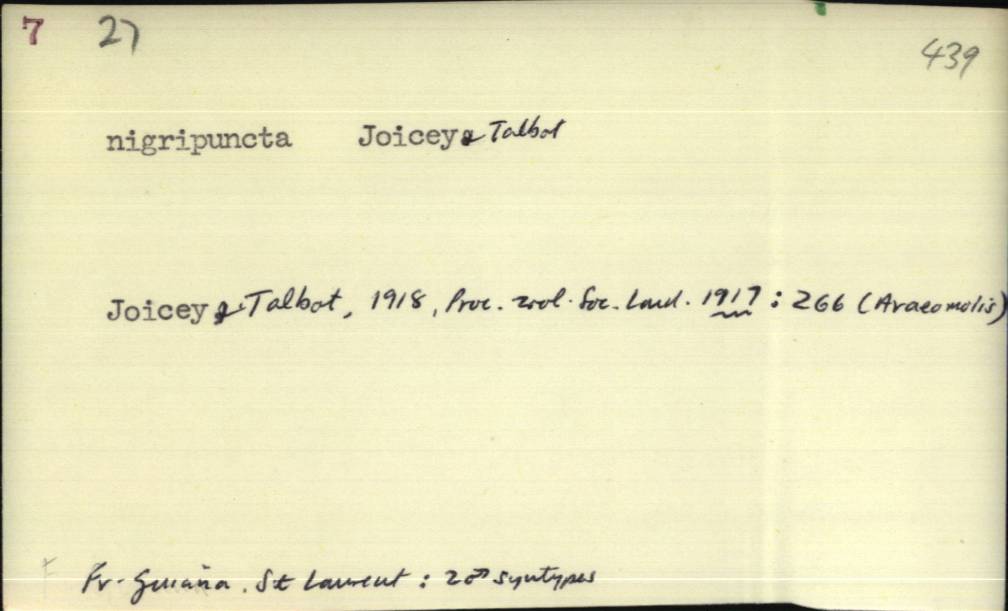 7 27 439
nigripuncta Joicey & Talbot
Joicey & Talbot, 1918, Proc. zool. Soc. Lond. 1917 : 266 (Araeomolis)
Fr. Guiana. St Laurent : 2♂ syntypes